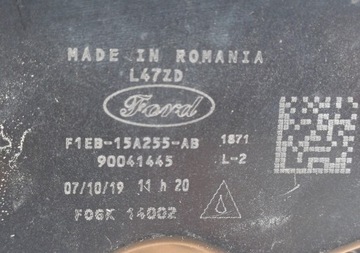 MADE IN ROMANIA
L47ZD
Ford
F1EB-15A255-AB 1871
90041445 L-2
07/10/19 11 h 20
F06K 14002